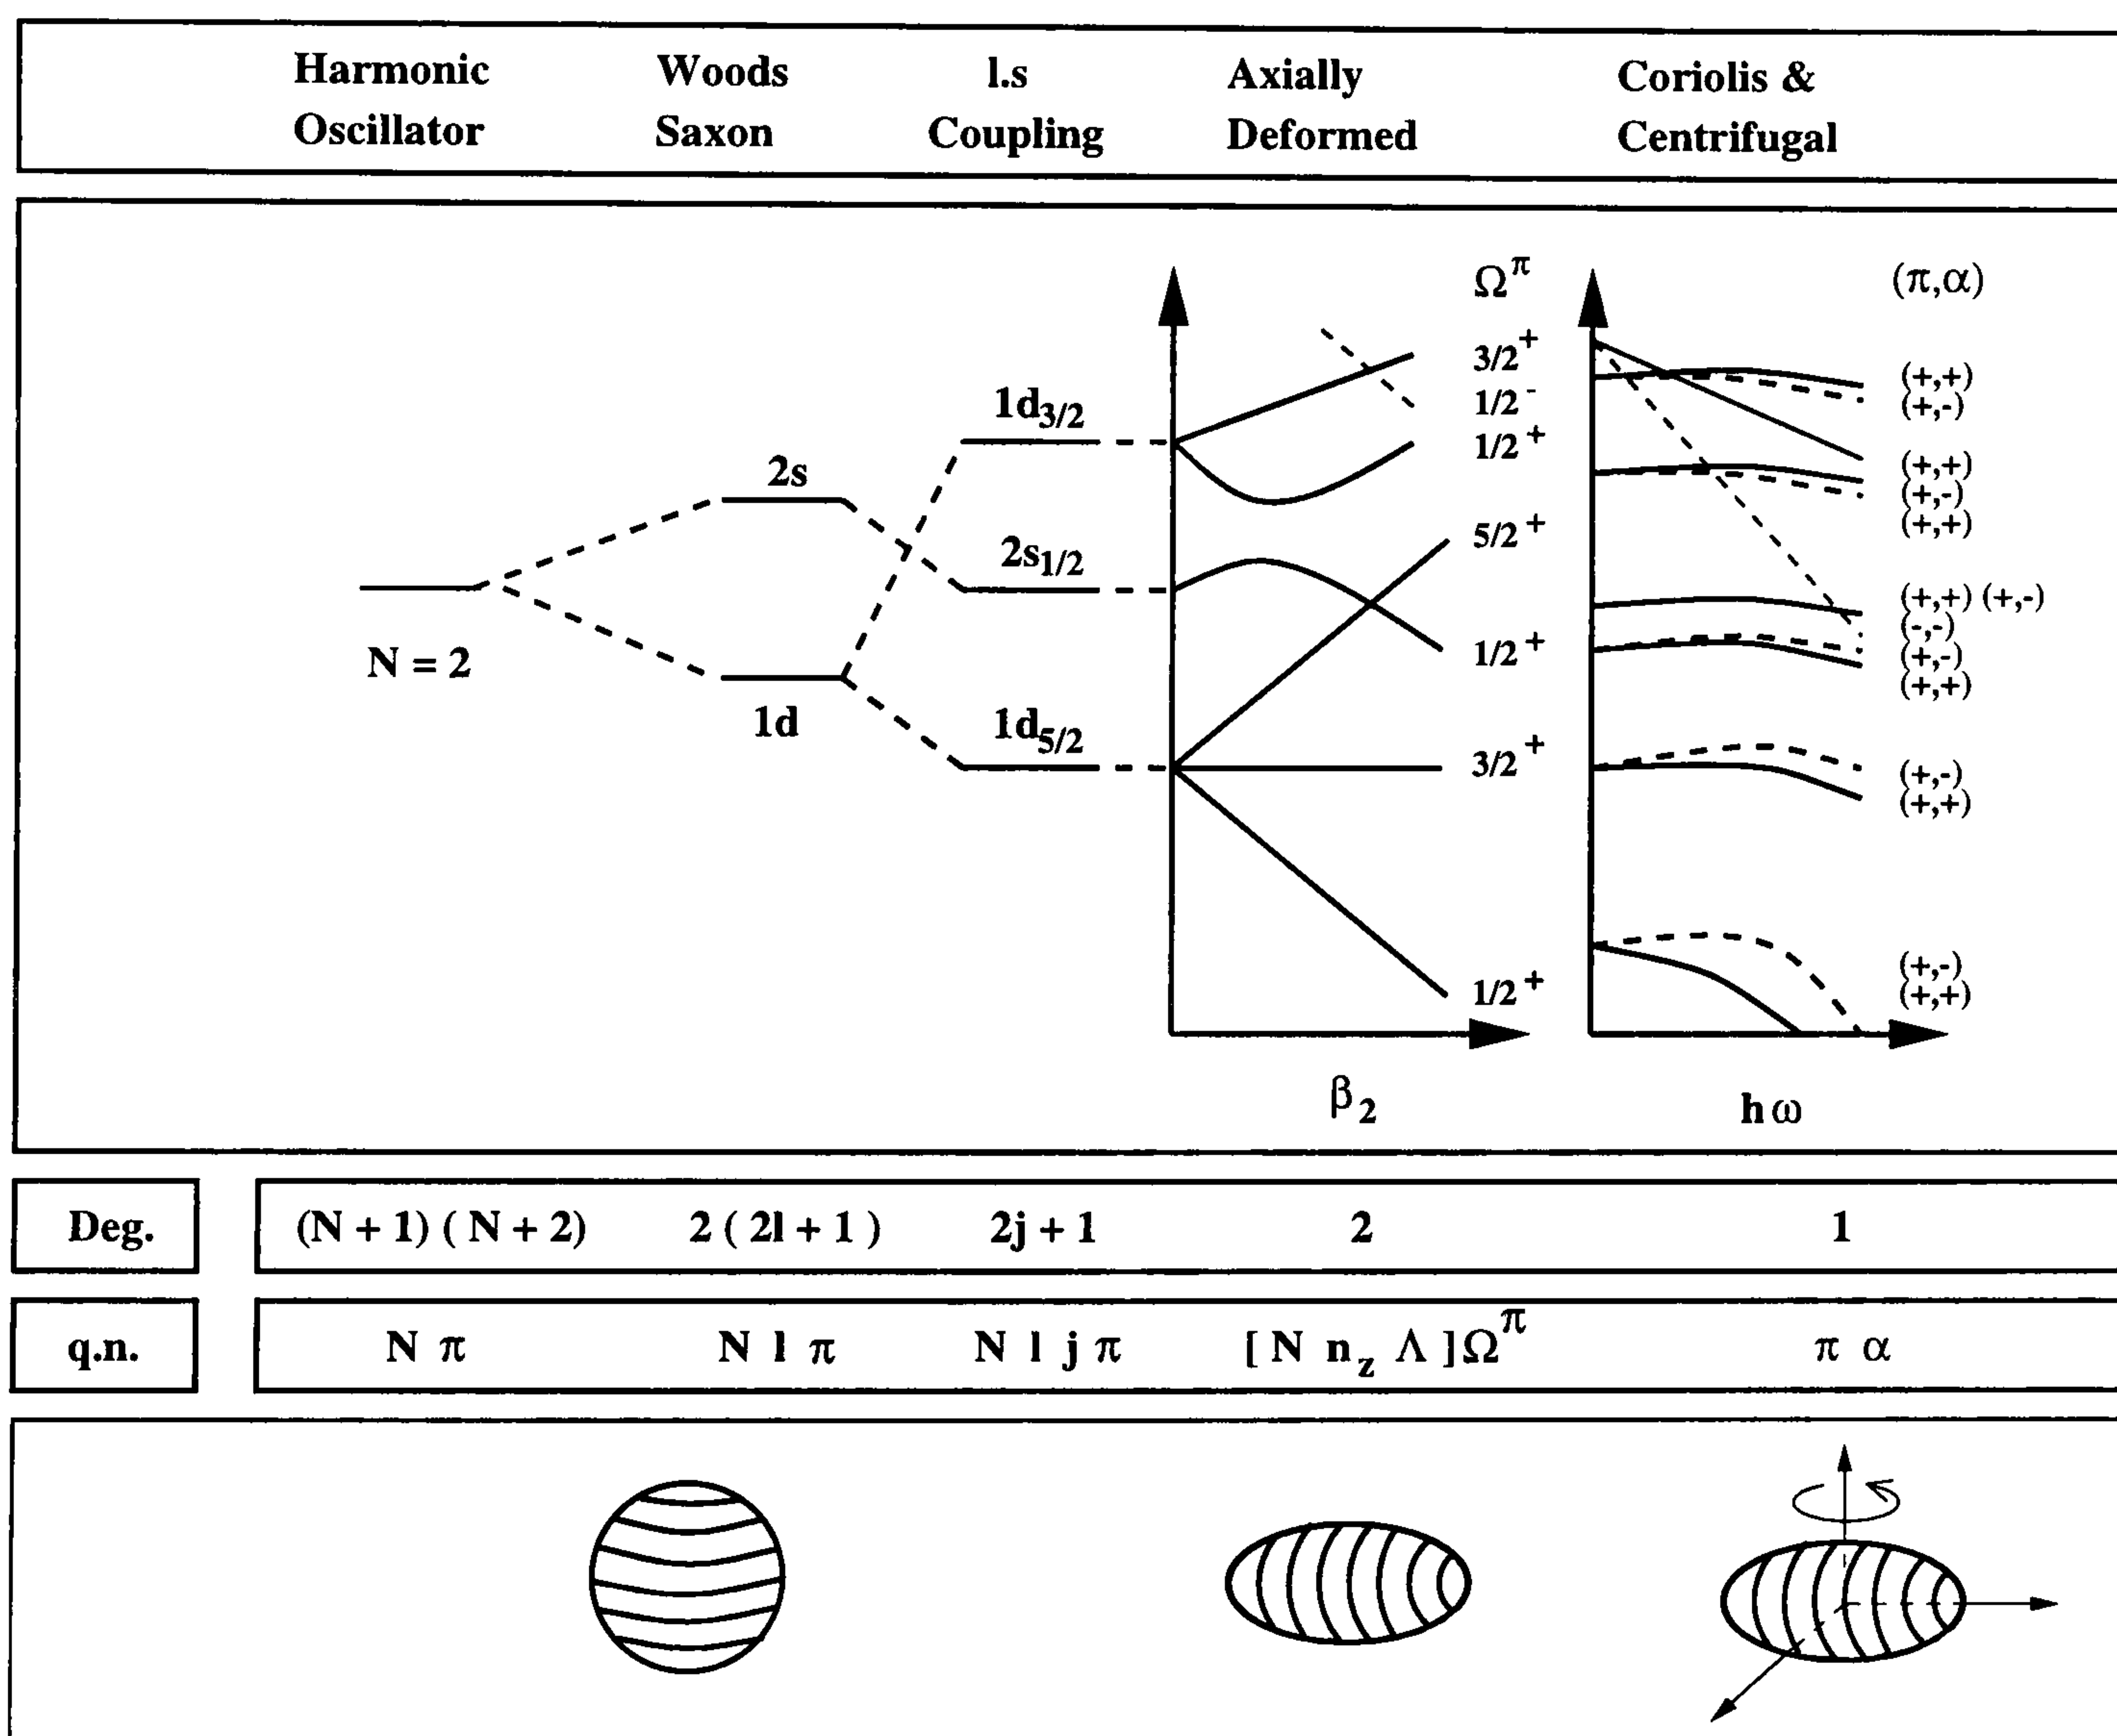 Harmonic Oscillator
Woods Saxon
l.s Coupling
Axially Deformed
Coriolis & Centrifugal
N = 2
2s
1d
1d3/2
2s1/2
1d5/2
Ω^π
3/2+
1/2-
1/2+
5/2+
1/2+
3/2+
1/2+
β2
(π,α)
(+,+)
(+,-)
(+,+)
(+,-)
(+,+)
(+,+) (+,-)
(-,-)
(+,-)
(+,+)
(+,-)
(+,+)
(+,-)
(+,+)
hω
Deg. (N + 1) ( N + 2) 2 ( 2l + 1 ) 2j + 1 2 1
q.n. N π N l π N l j π [ N nz Λ ]Ω^π π α